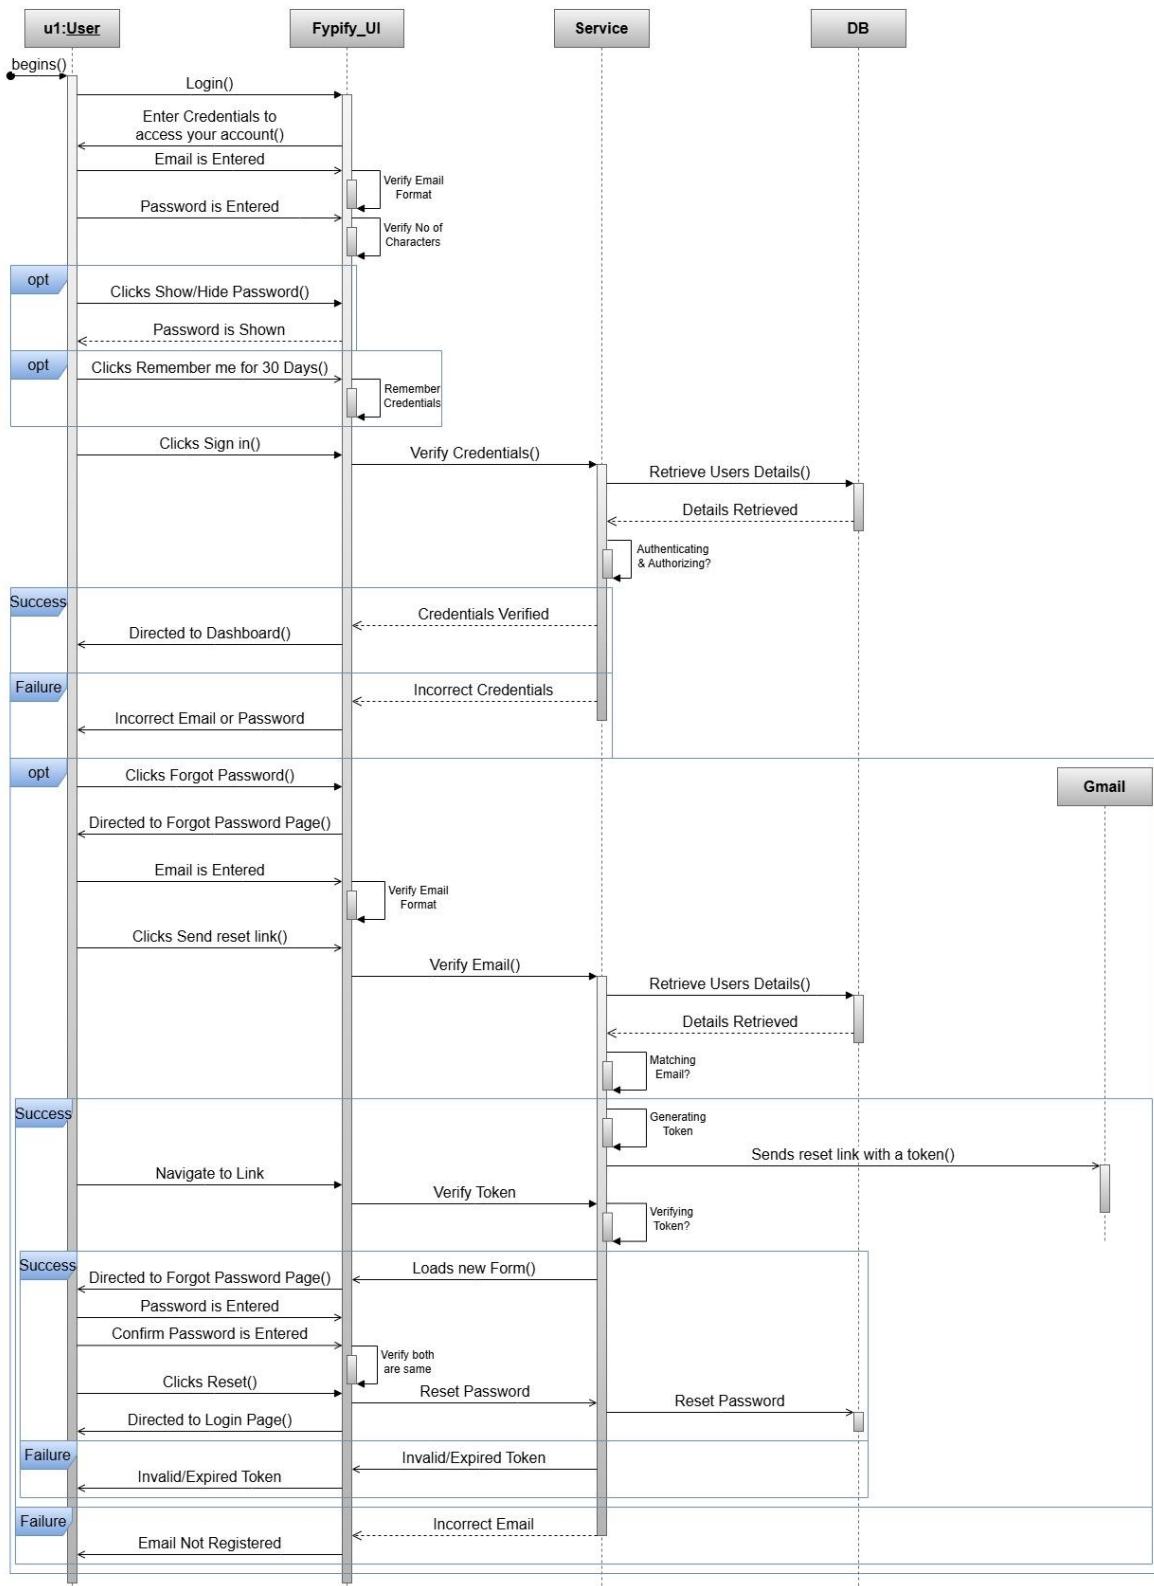 u1:User
Fypify_UI
Service
DB
begins()
Login()
Enter Credentials to
access your account()
Email is Entered
Verify Email
Format
Password is Entered
Verify No of
Characters
opt
Clicks Show/Hide Password()
Password is Shown
opt
Clicks Remember me for 30 Days()
Remember
Credentials
Clicks Sign in()
Verify Credentials()
Retrieve Users Details()
Details Retrieved
Authenticating
& Authorizing?
Success
Credentials Verified
Directed to Dashboard()
Failure
Incorrect Credentials
Incorrect Email or Password
opt
Clicks Forgot Password()
Gmail
Directed to Forgot Password Page()
Email is Entered
Verify Email
Format
Clicks Send reset link()
Verify Email()
Retrieve Users Details()
Details Retrieved
Matching
Email?
Success
Generating
Token
Sends reset link with a token()
Navigate to Link
Verify Token
Verifying
Token?
Success
Loads new Form()
Directed to Forgot Password Page()
Password is Entered
Confirm Password is Entered
Verify both
are same
Clicks Reset()
Reset Password
Reset Password
Directed to Login Page()
Failure
Invalid/Expired Token
Invalid/Expired Token
Failure
Incorrect Email
Email Not Registered